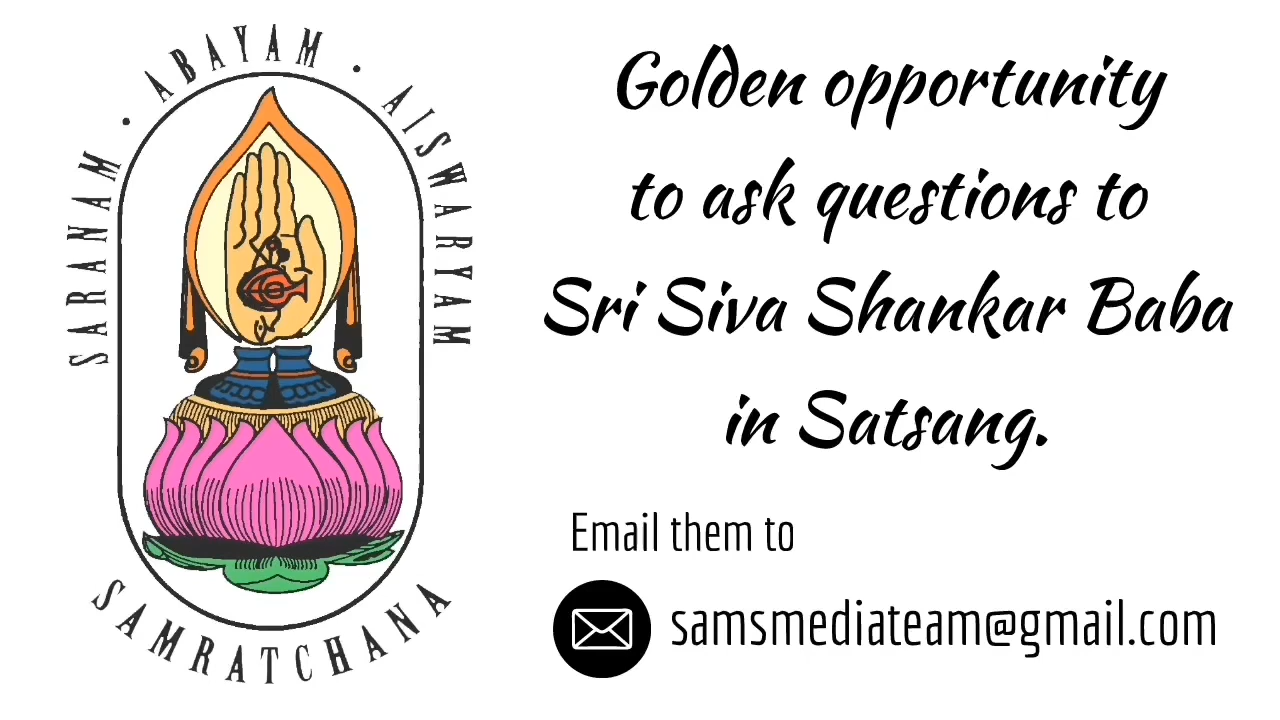 SARANAM · ABAYAM · AISWARYAM
SAMRATCHANA
Golden opportunity
to ask questions to
Sri Siva Shankar Baba
in Satsang.
Email them to
samsmediateam@gmail.com